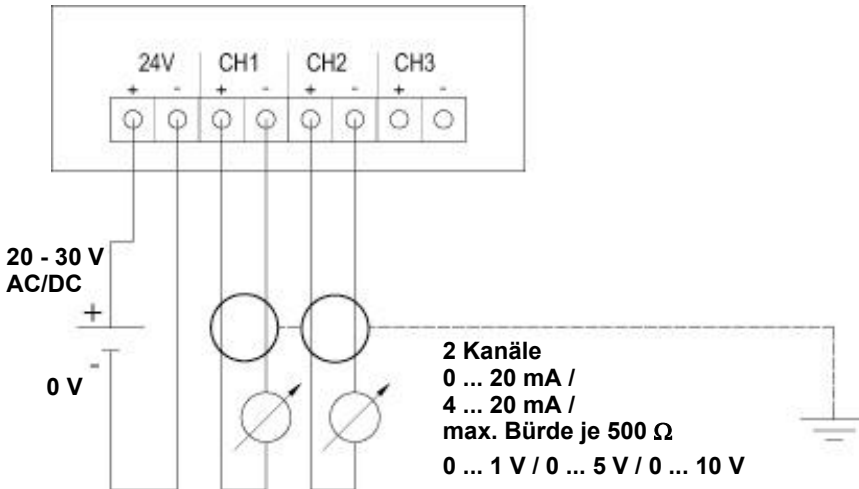 24V CH1 CH2 CH3
+ - + - + - + -
20 - 30 V
AC/DC
+
-
0 V
2 Kanäle
0 ... 20 mA /
4 ... 20 mA /
max. Bürde je 500 Ω
0 ... 1 V / 0 ... 5 V / 0 ... 10 V